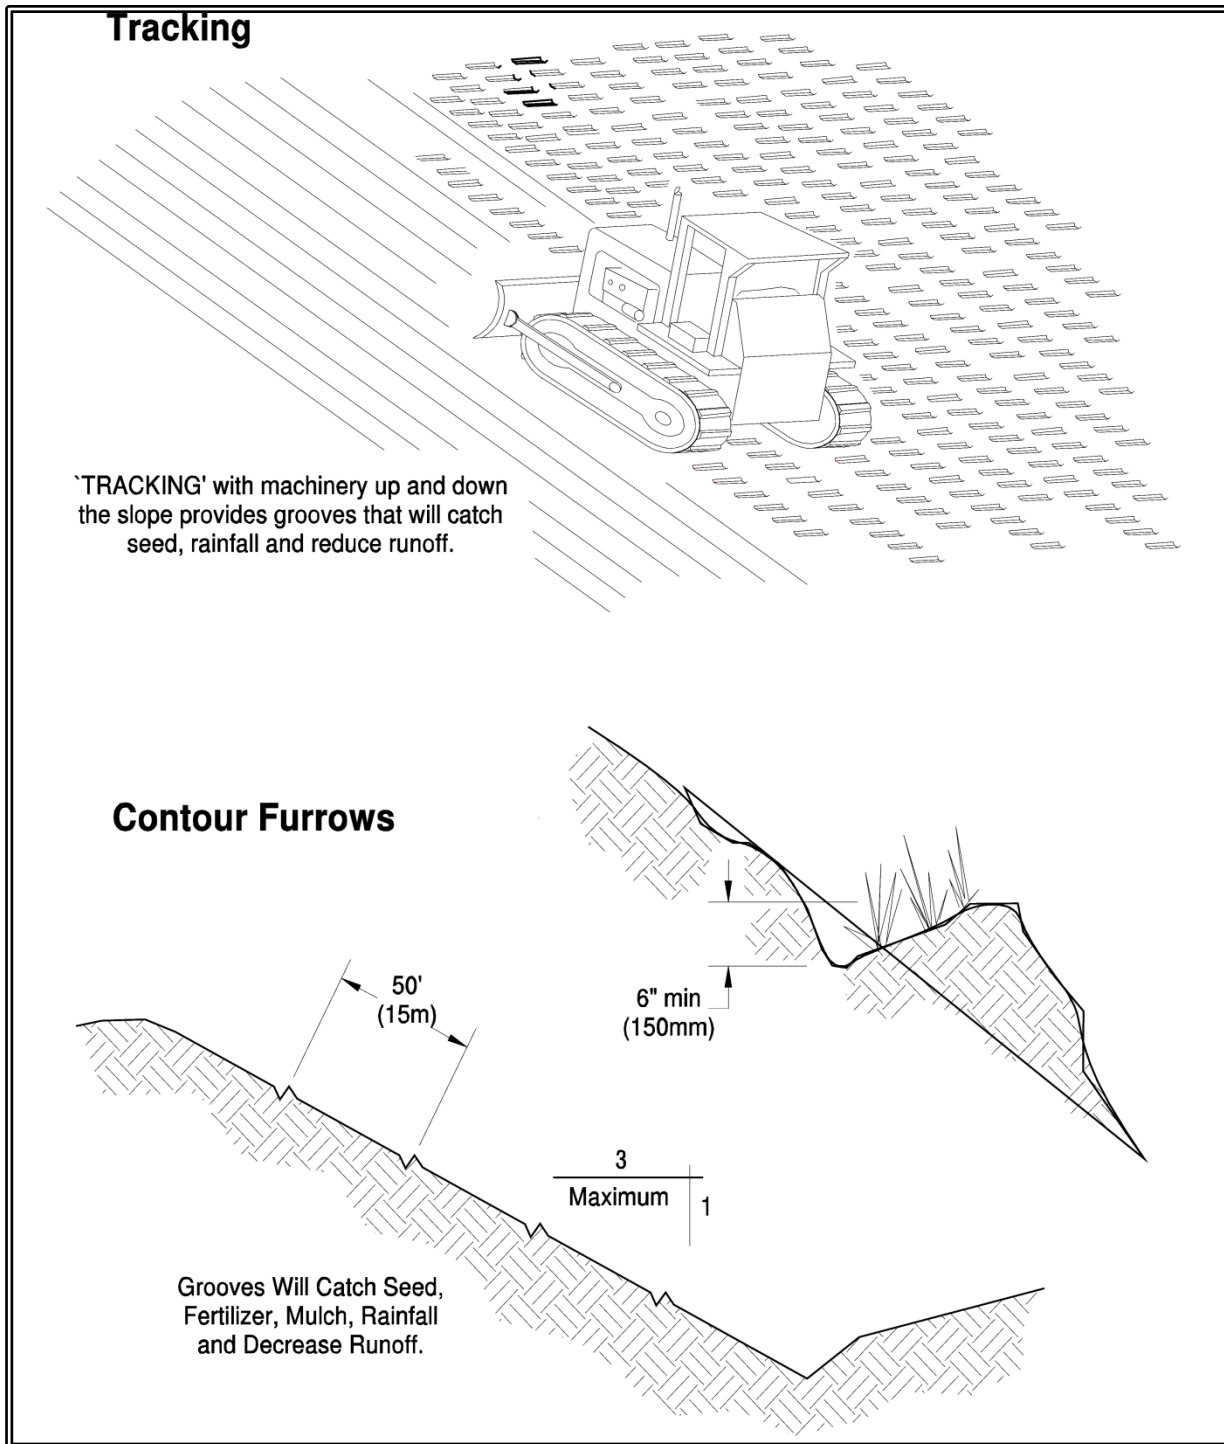 Tracking
`TRACKING' with machinery up and down
the slope provides grooves that will catch
seed, rainfall and reduce runoff.
Contour Furrows
6" min
(150mm)
50'
(15m)
3
Maximum
1
Grooves Will Catch Seed,
Fertilizer, Mulch, Rainfall
and Decrease Runoff.